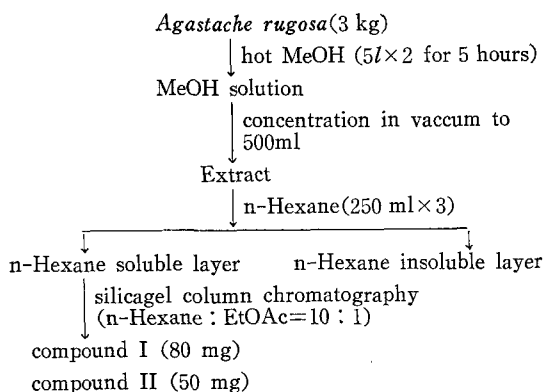 Agastache rugosa(3 kg)
hot MeOH (5l×2 for 5 hours)
MeOH solution
concentration in vaccum to
500ml
Extract
n-Hexane(250 ml×3)
n-Hexane soluble layer n-Hexane insoluble layer
silicagel column chromatography
(n-Hexane : EtOAc=10 : 1)
compound I (80 mg)
compound II (50 mg)